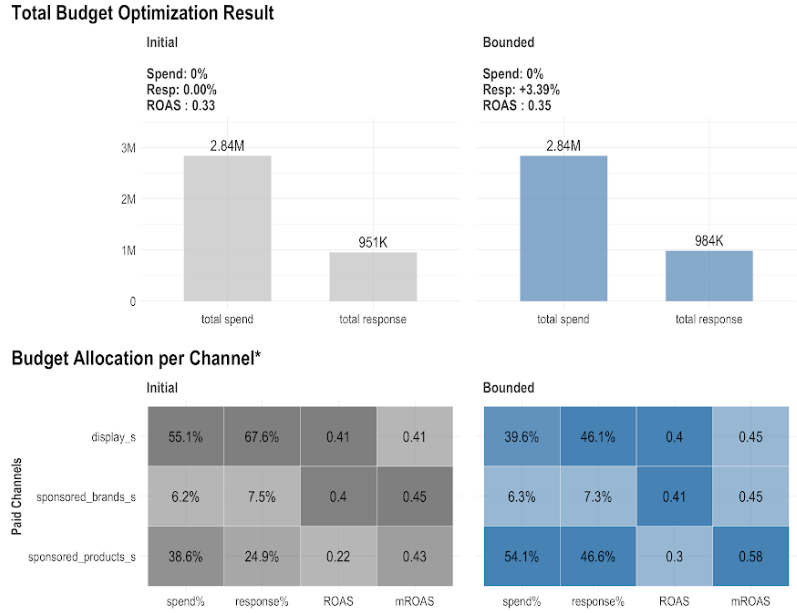 Total Budget Optimization Result
Initial
Bounded
Spend: 0%
Resp: 0.00%
ROAS : 0.33
Spend: 0%
Resp: +3.39%
ROAS : 0.35
3M
2M
1M
0
2.84M
951K
2.84M
984K
total spend
total response
total spend
total response
Budget Allocation per Channel*
Initial
Bounded
Paid Channels
display_s
55.1% 67.6% 0.41 0.41
39.6% 46.1% 0.4 0.45
sponsored_brands_s
6.2% 7.5% 0.4 0.45
6.3% 7.3% 0.41 0.45
sponsored_products_s
38.6% 24.9% 0.22 0.43
54.1% 46.6% 0.3 0.58
spend% response% ROAS mROAS
spend% response% ROAS mROAS